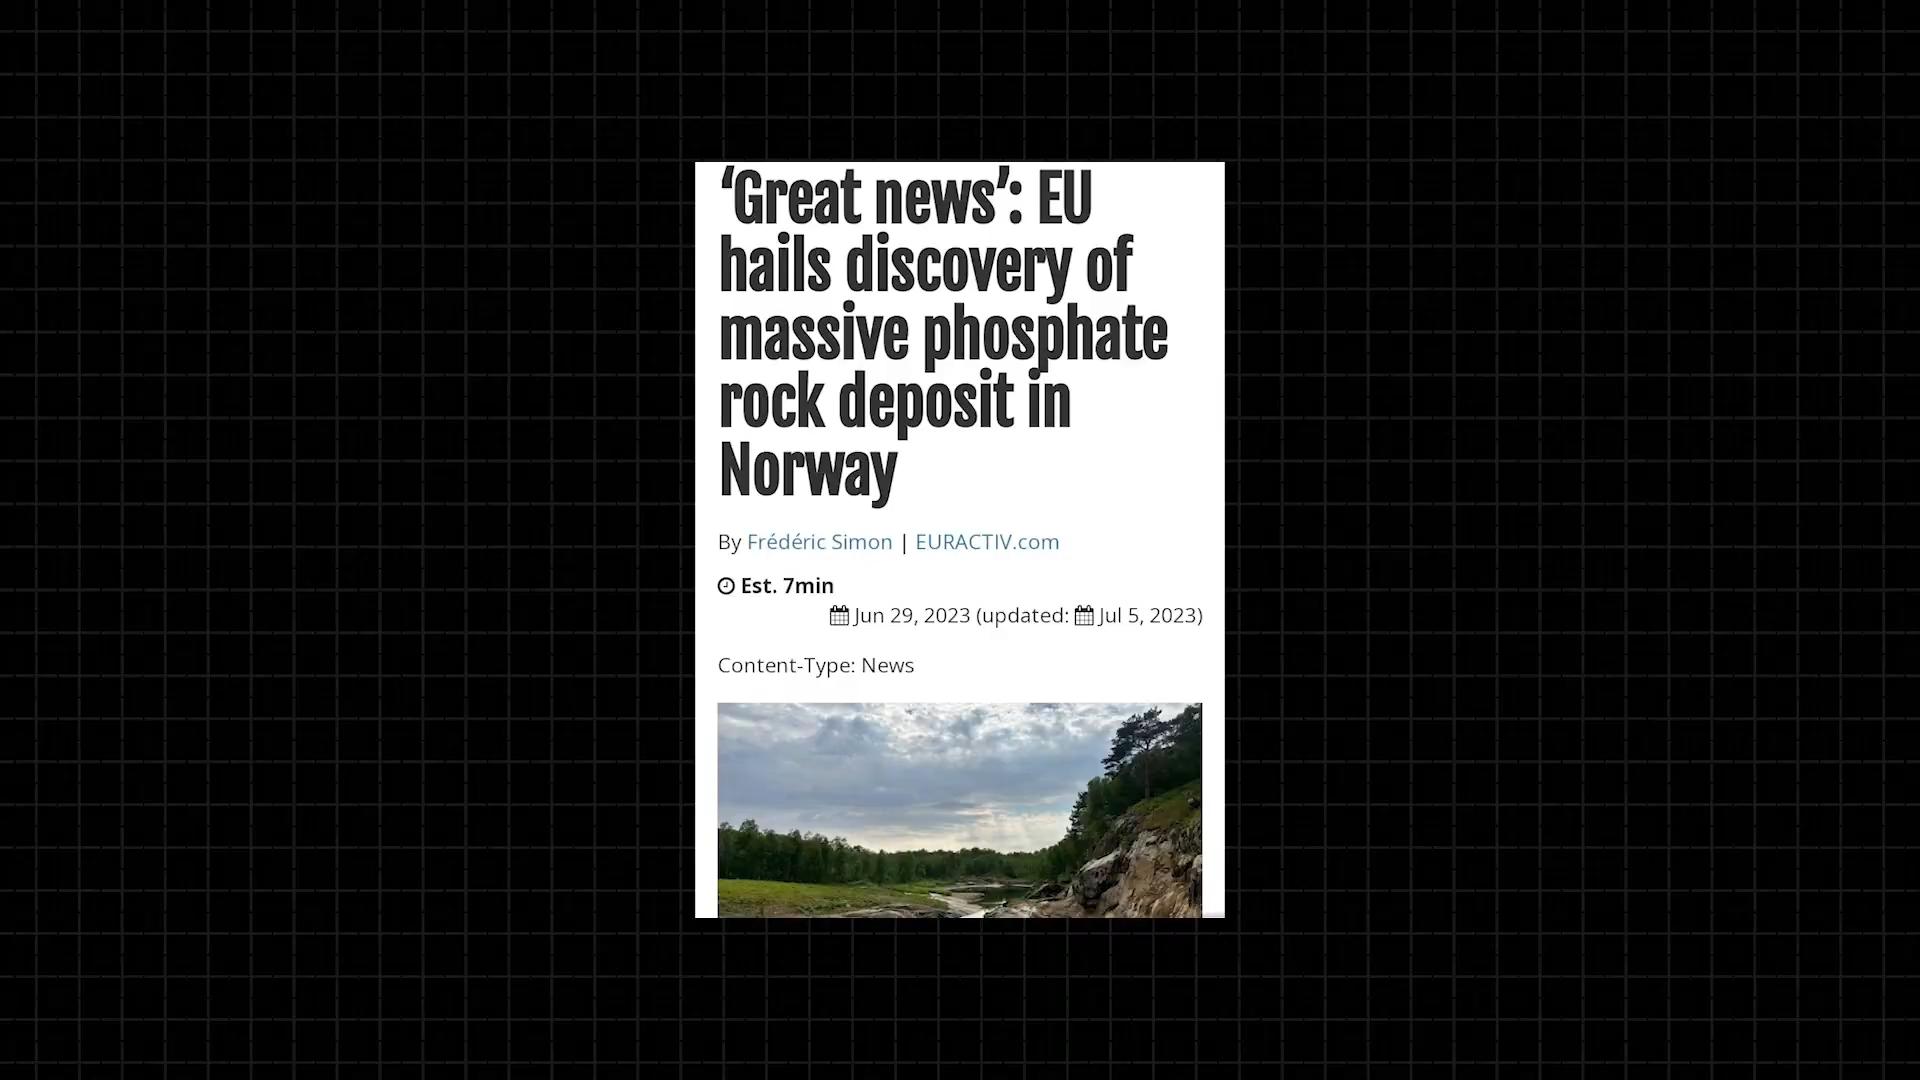 ‘Great news’: EU
hails discovery of
massive phosphate
rock deposit in
Norway
By Frédéric Simon | EURACTIV.com
Est. 7min
Jun 29, 2023 (updated: Jul 5, 2023)
Content-Type: News